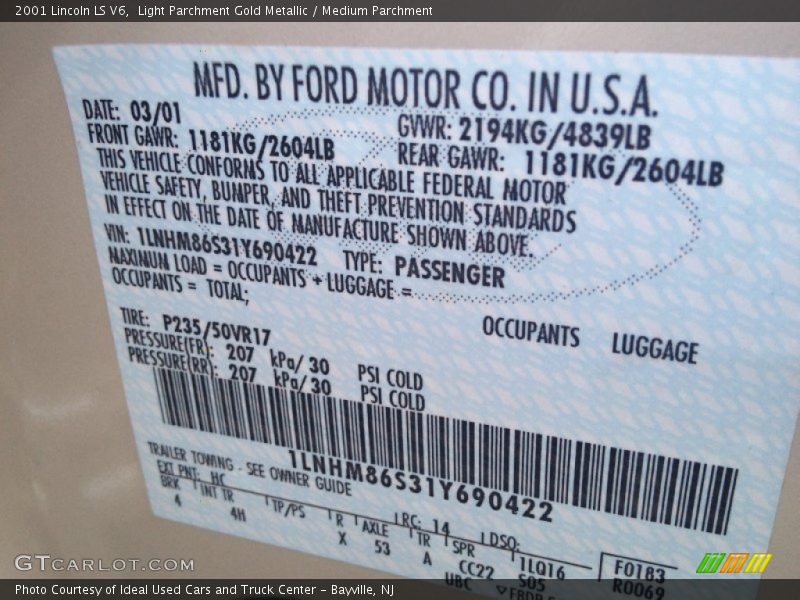 2001 Lincoln LS V6,  Light Parchment Gold Metallic / Medium Parchment
MFD. BY FORD MOTOR CO. IN U.S.A.
DATE: 03/01 GVWR: 2194KG/4839LB
FRONT GAWR: 1181KG/2604LB REAR GAWR: 1181KG/2604LB
THIS VEHICLE CONFORMS TO ALL APPLICABLE FEDERAL MOTOR
VEHICLE SAFETY, BUMPER, AND THEFT PREVENTION STANDARDS
IN EFFECT ON THE DATE OF MANUFACTURE SHOWN ABOVE.
VIN: 1LNHM86S31Y690422 TYPE: PASSENGER
MAXIMUN LOAD = OCCUPANTS + LUGGAGE =
OCCUPANTS = TOTAL; OCCUPANTS LUGGAGE
TIRE: P235/50VR17
PRESSURE(FR): 207 kPa/ 30 PSI COLD
PRESSURE(RR): 207 kPa/ 30 PSI COLD
1LNHM86S31Y690422
TRAILER TOWING - SEE OWNER GUIDE
EXT PNT: HC RC: 14 DSO:
BRK INT TR TP/PS R AXLE TR SPR 1LQ16 F0183
4 4H X 53 A CC22 505 R0069
UBC
GTCARLOT.COM
Photo Courtesy of Ideal Used Cars and Truck Center - Bayville, NJ